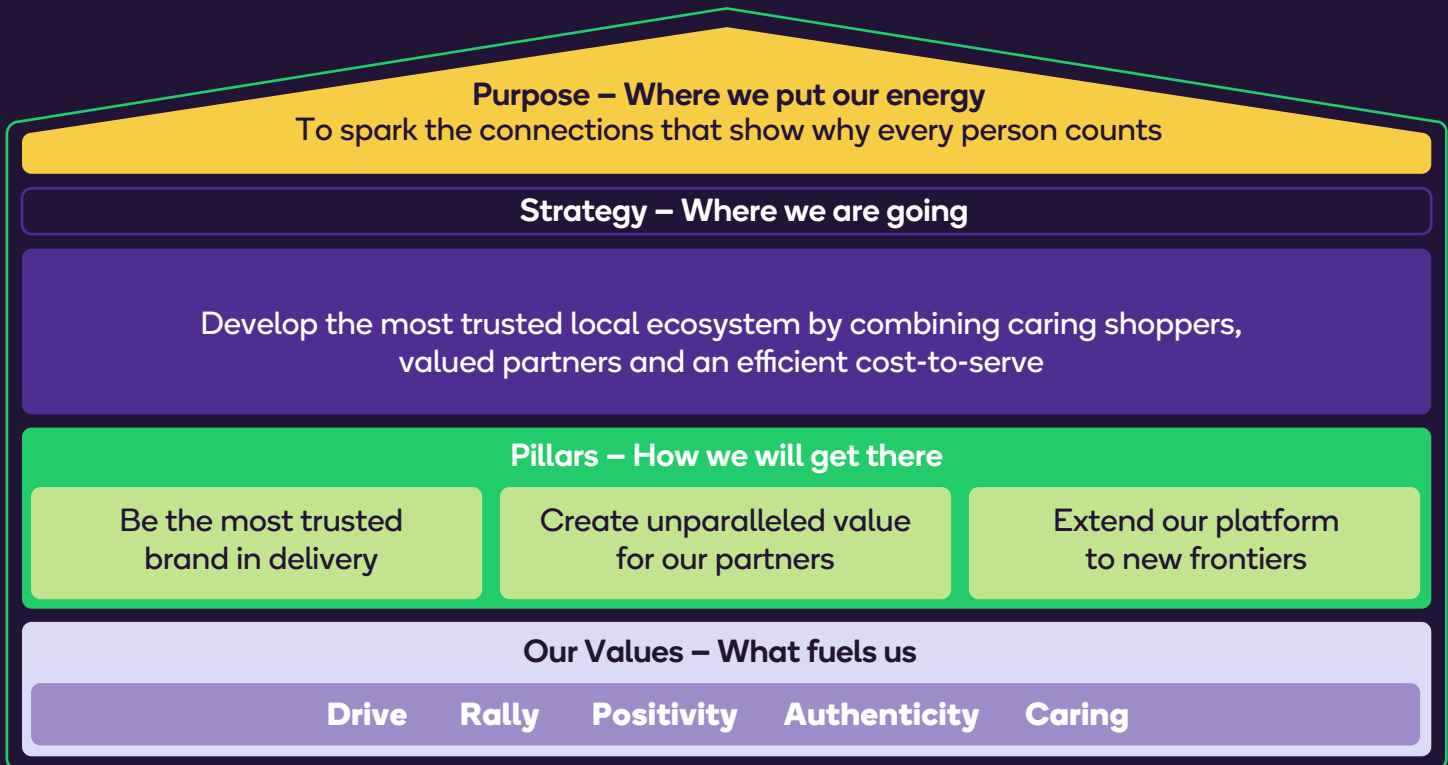 Purpose – Where we put our energy
To spark the connections that show why every person counts
Strategy – Where we are going
Develop the most trusted local ecosystem by combining caring shoppers,
valued partners and an efficient cost-to-serve
Pillars – How we will get there
Be the most trusted
brand in delivery
Create unparalleled value
for our partners
Extend our platform
to new frontiers
Our Values – What fuels us
Drive Rally Positivity Authenticity Caring